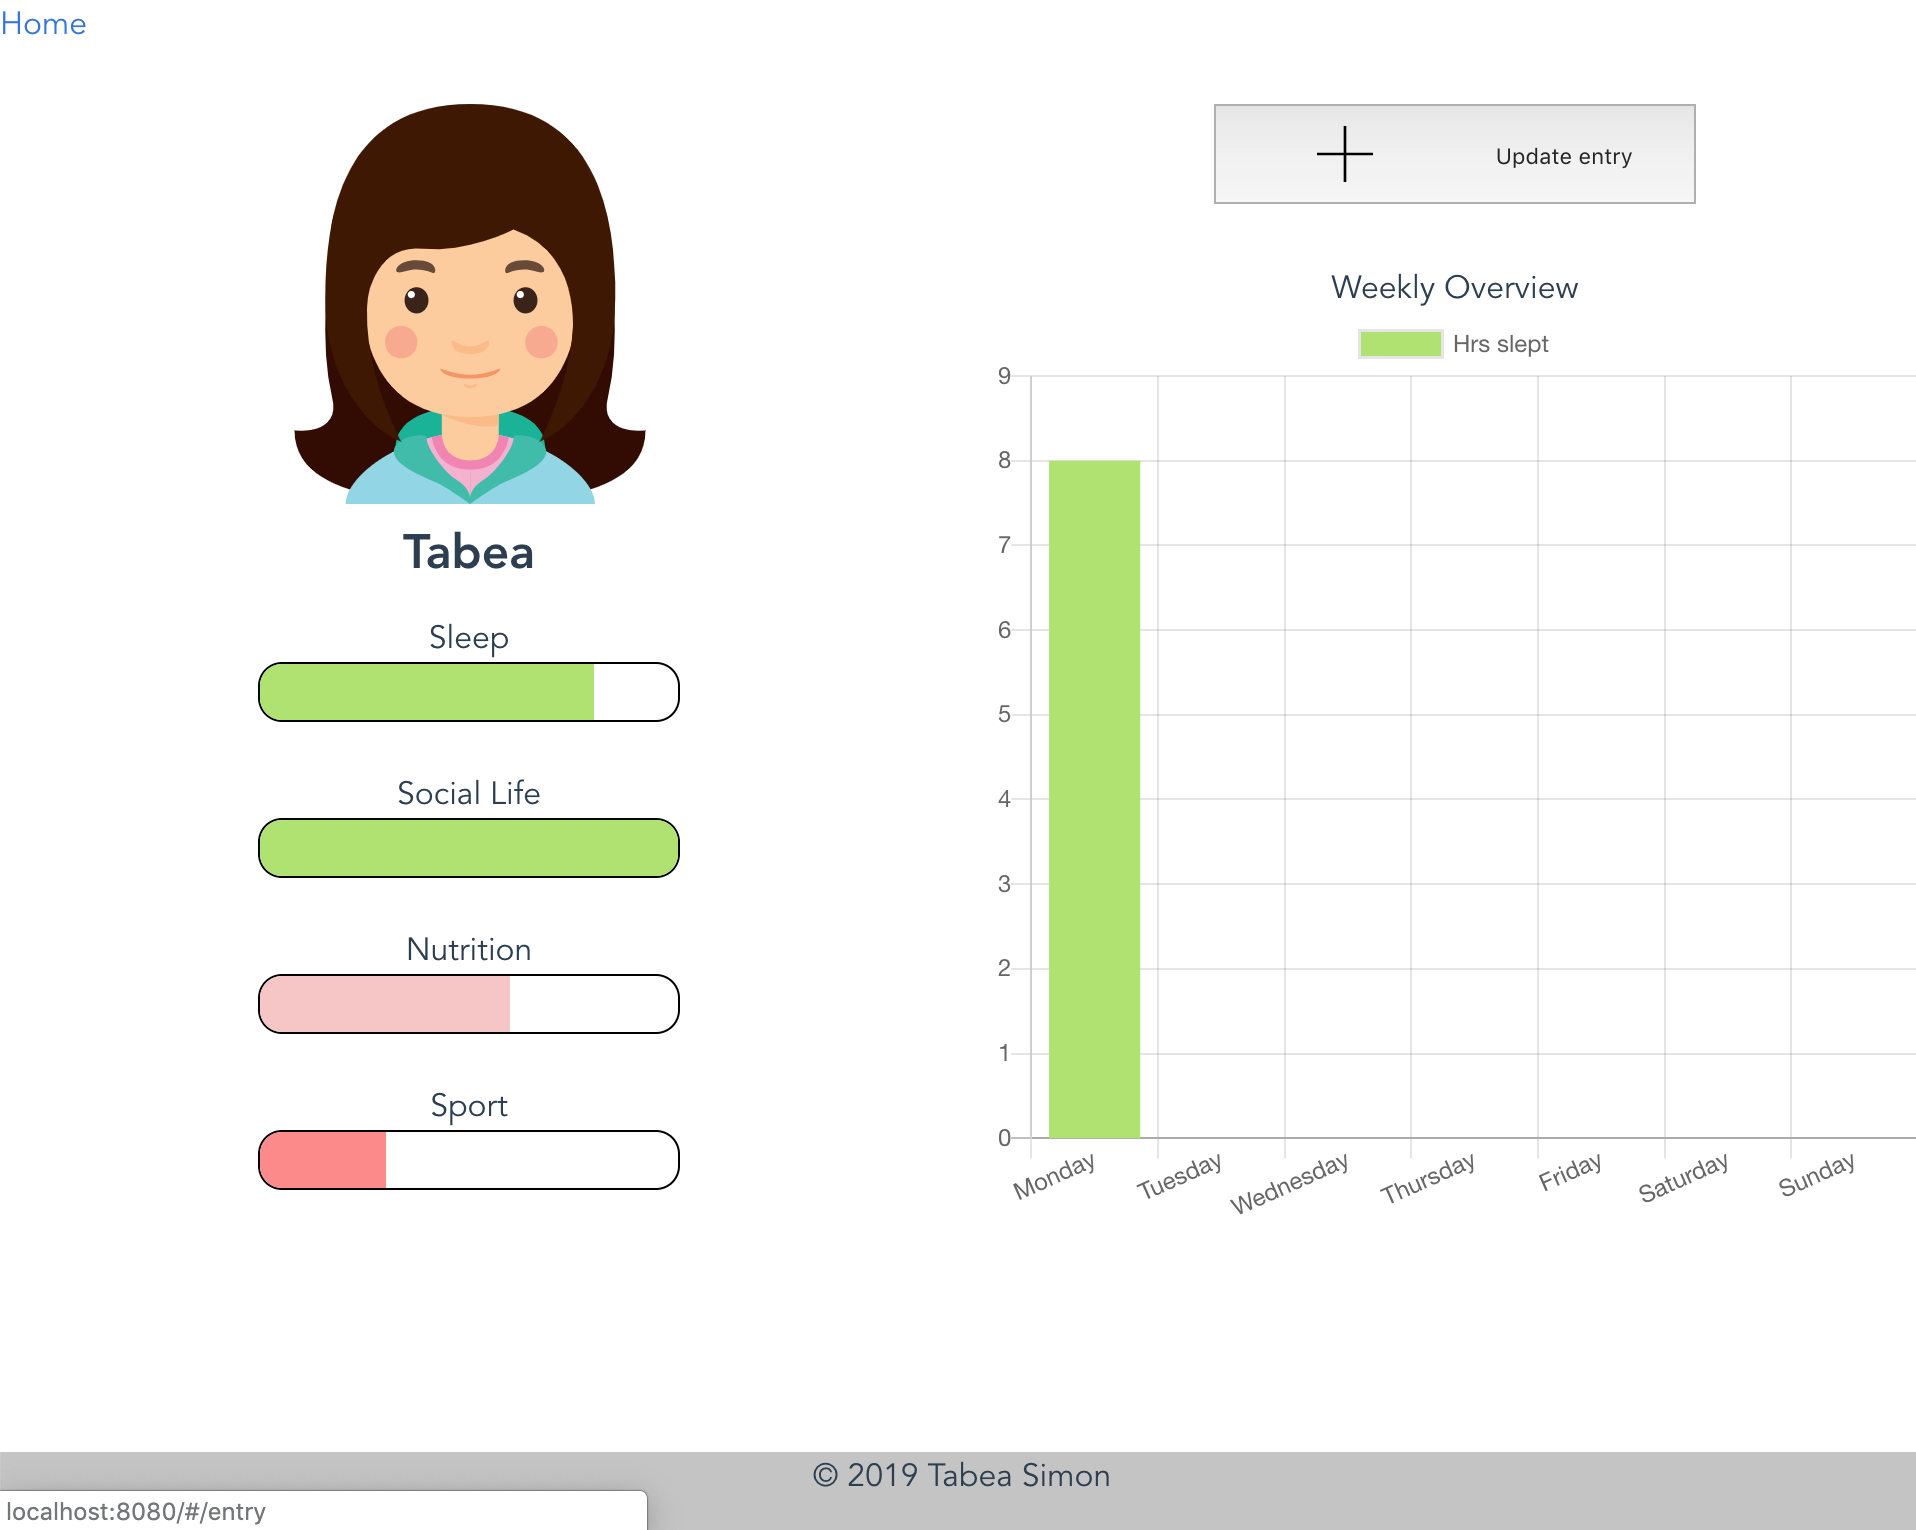 Home
Tabea
Sleep
Social Life
Nutrition
Sport
Update entry
Weekly Overview
Hrs slept
9
8
7
6
5
4
3
2
1
0
Monday Tuesday Wednesday Thursday Friday Saturday Sunday
© 2019 Tabea Simon
localhost:8080/#/entry